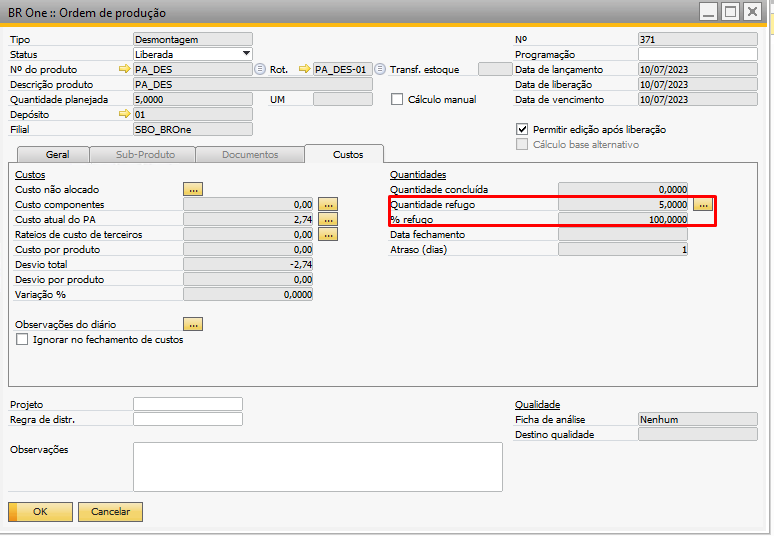 BR One :: Ordem de produção
Tipo Desmontagem Nº 371
Status Liberada Programação
Nº do produto PA_DES Rot. PA_DES-01 Transf. estoque Data de lançamento 10/07/2023
Descrição produto PA_DES Data de liberação 10/07/2023
Quantidade planejada 5,0000 UM Cálculo manual Data de vencimento 10/07/2023
Depósito 01
Filial SBO_BROne Permitir edição após liberação
Cálculo base alternativo
Geral Sub-Produto Documentos Custos
Custos Quantidades
Custo não alocado ... Quantidade concluída 0,0000
Custo componentes 0,00 ... Quantidade refugo 5,0000 ...
Custo atual do PA 2,74 ... % refugo 100,0000
Rateios de custo de terceiros 0,00 ... Data fechamento
Custo por produto 0,00 Atraso (dias) 1
Desvio total -2,74
Desvio por produto 0,00
Variação % 0,0000
Observações do diário ...
Ignorar no fechamento de custos
Projeto Qualidade
Regra de distr. Ficha de análise Nenhum
Destino qualidade
Observações
OK Cancelar